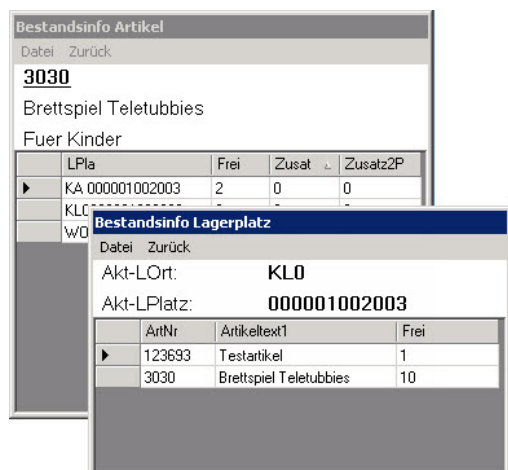 Bestandsinfo Artikel
Datei Zurück
3030
Brettspiel Teletubbies
Fuer Kinder
LPla Frei Zusat Zusatz2P
KA 000001002003 2 0 0
Bestandsinfo Lagerplatz
Datei Zurück
Akt-LOrt: KL0
Akt-LPlatz: 000001002003
ArtNr Artikeltext1 Frei
123693 Testartikel 1
3030 Brettspiel Teletubbies 10